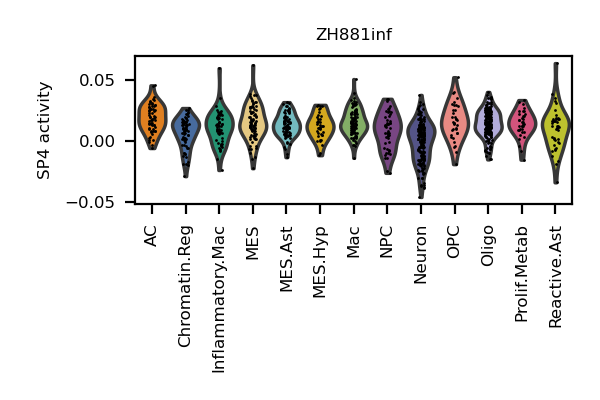 ZH881inf
SP4 activity
0.05
0.00
−0.05
AC
Chromatin.Reg
Inflammatory.Mac
MES
MES.Ast
MES.Hyp
Mac
NPC
Neuron
OPC
Oligo
Prolif.Metab
Reactive.Ast